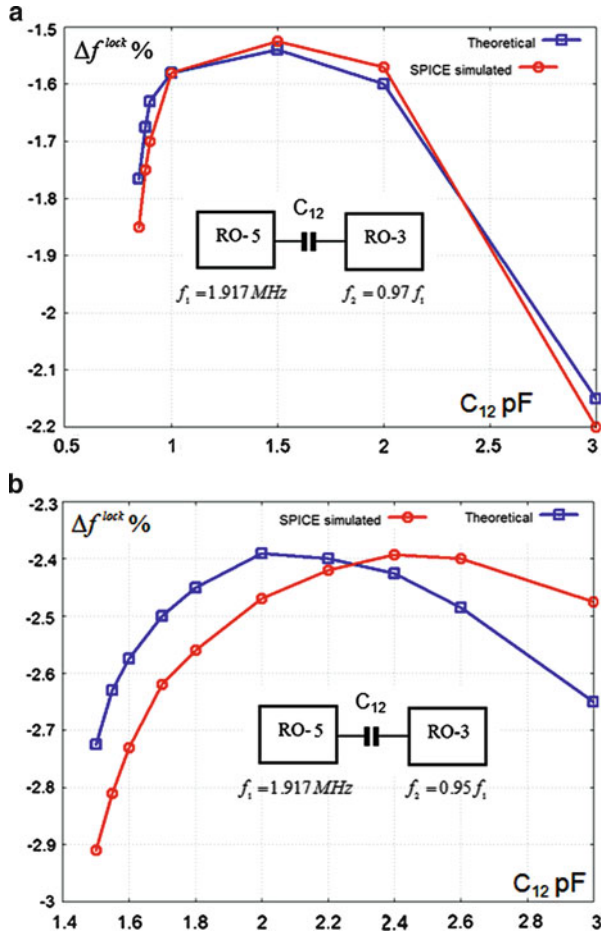 a
-1.5
Δf^lock %
Theoretical
SPICE simulated
-1.6
-1.7
-1.8
C₁₂
RO-5
RO-3
-1.9
f₁ = 1.917 MHz
f₂ = 0.97 f₁
-2
-2.1
C₁₂ pF
-2.2
0.5 1 1.5 2 2.5 3
b
-2.3
Δf^lock %
SPICE simulated
Theoretical
-2.4
-2.5
-2.6
-2.7
C₁₂
RO-5
RO-3
f₁ = 1.917 MHz
f₂ = 0.95 f₁
-2.8
-2.9
C₁₂ pF
-3
1.4 1.6 1.8 2 2.2 2.4 2.6 2.8 3